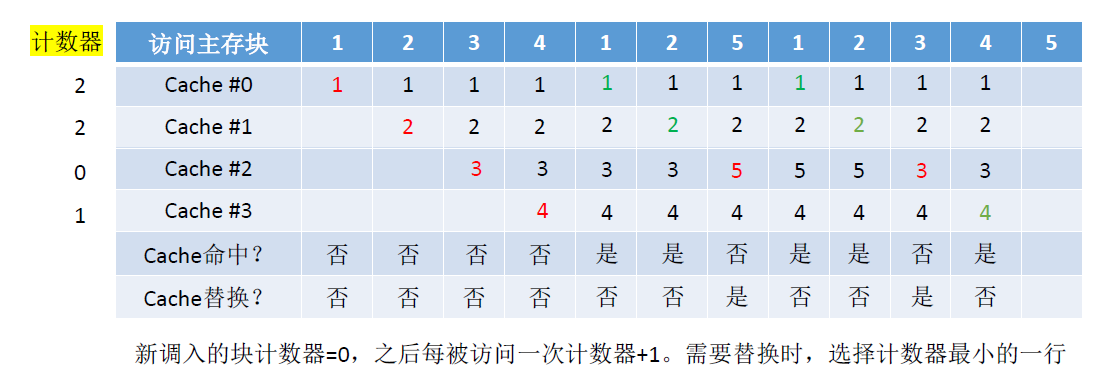 计数器 访问主存块 1 2 3 4 1 2 5 1 2 3 4 5
2 Cache #0 1 1 1 1 1 1 1 1 1 1 1
2 Cache #1 2 2 2 2 2 2 2 2 2 2
0 Cache #2 3 3 3 3 5 5 5 3 3
1 Cache #3 4 4 4 4 4 4 4 4
Cache命中？ 否 否 否 否 是 是 否 是 是 否 是
Cache替换？ 否 否 否 否 否 否 是 否 否 是 否
新调入的块计数器=0，之后每被访问一次计数器+1。需要替换时，选择计数器最小的一行